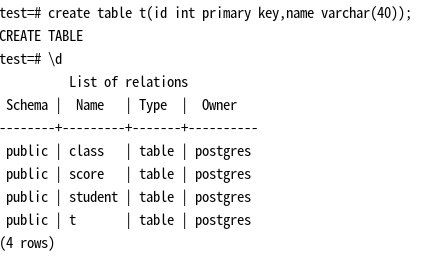 test=# create table t(id int primary key,name varchar(40));
CREATE TABLE
test=# \d
         List of relations
 Schema |  Name   | Type  |  Owner
--------+---------+-------+----------
 public | class   | table | postgres
 public | score   | table | postgres
 public | student | table | postgres
 public | t       | table | postgres
(4 rows)